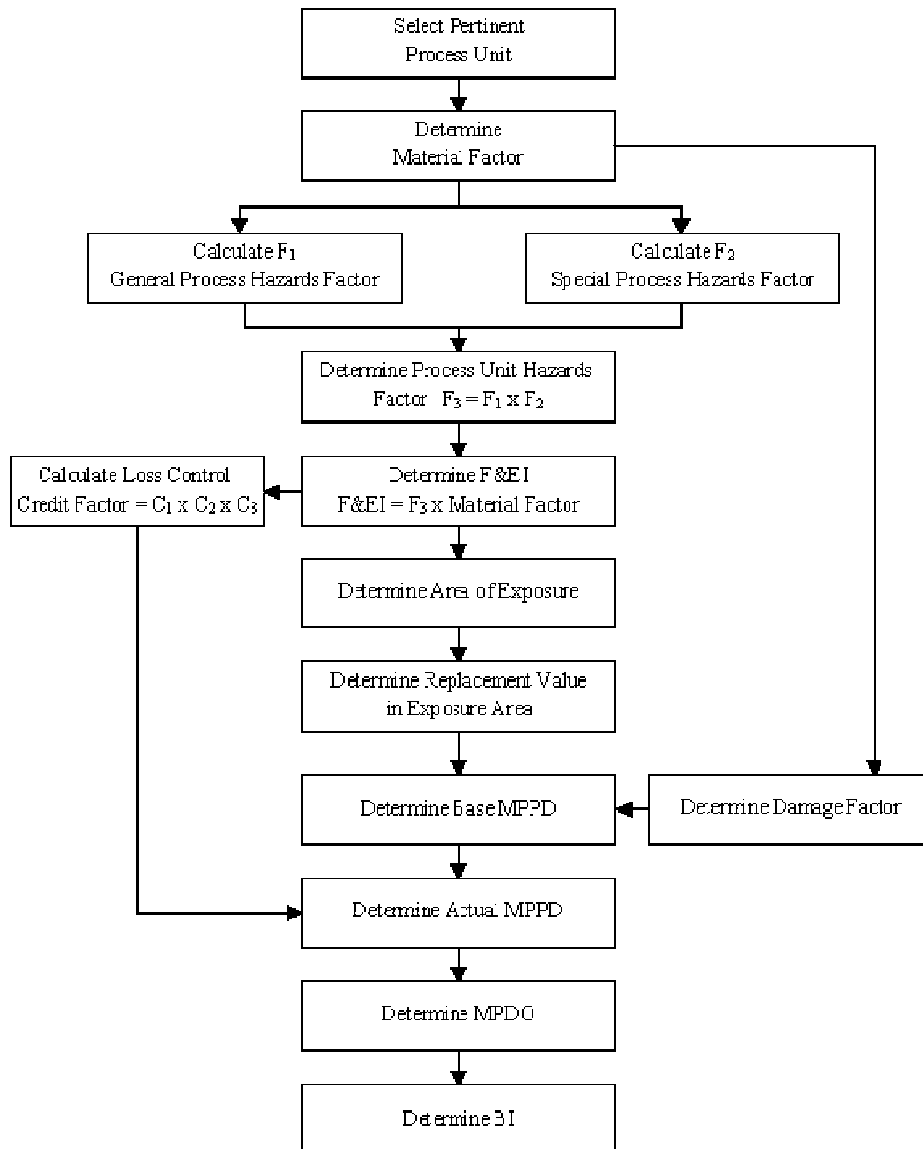 Select Pertinent
Process Unit
Determine
Material Factor
Calculate F₁
General Process Hazards Factor
Calculate F₂
Special Process Hazards Factor
Determine Process Unit Hazards
Factor F₃ = F₁ x F₂
Calculate Loss Control
Credit Factor = C₁ x C₂ x C₃
Determine F&EI
F&EI = F₃ x Material Factor
Determine Area of Exposure
Determine Replacement Value
in Exposure Area
Determine Base MPPD
Determine Damage Factor
Determine Actual MPPD
Determine MPDO
Determine BI